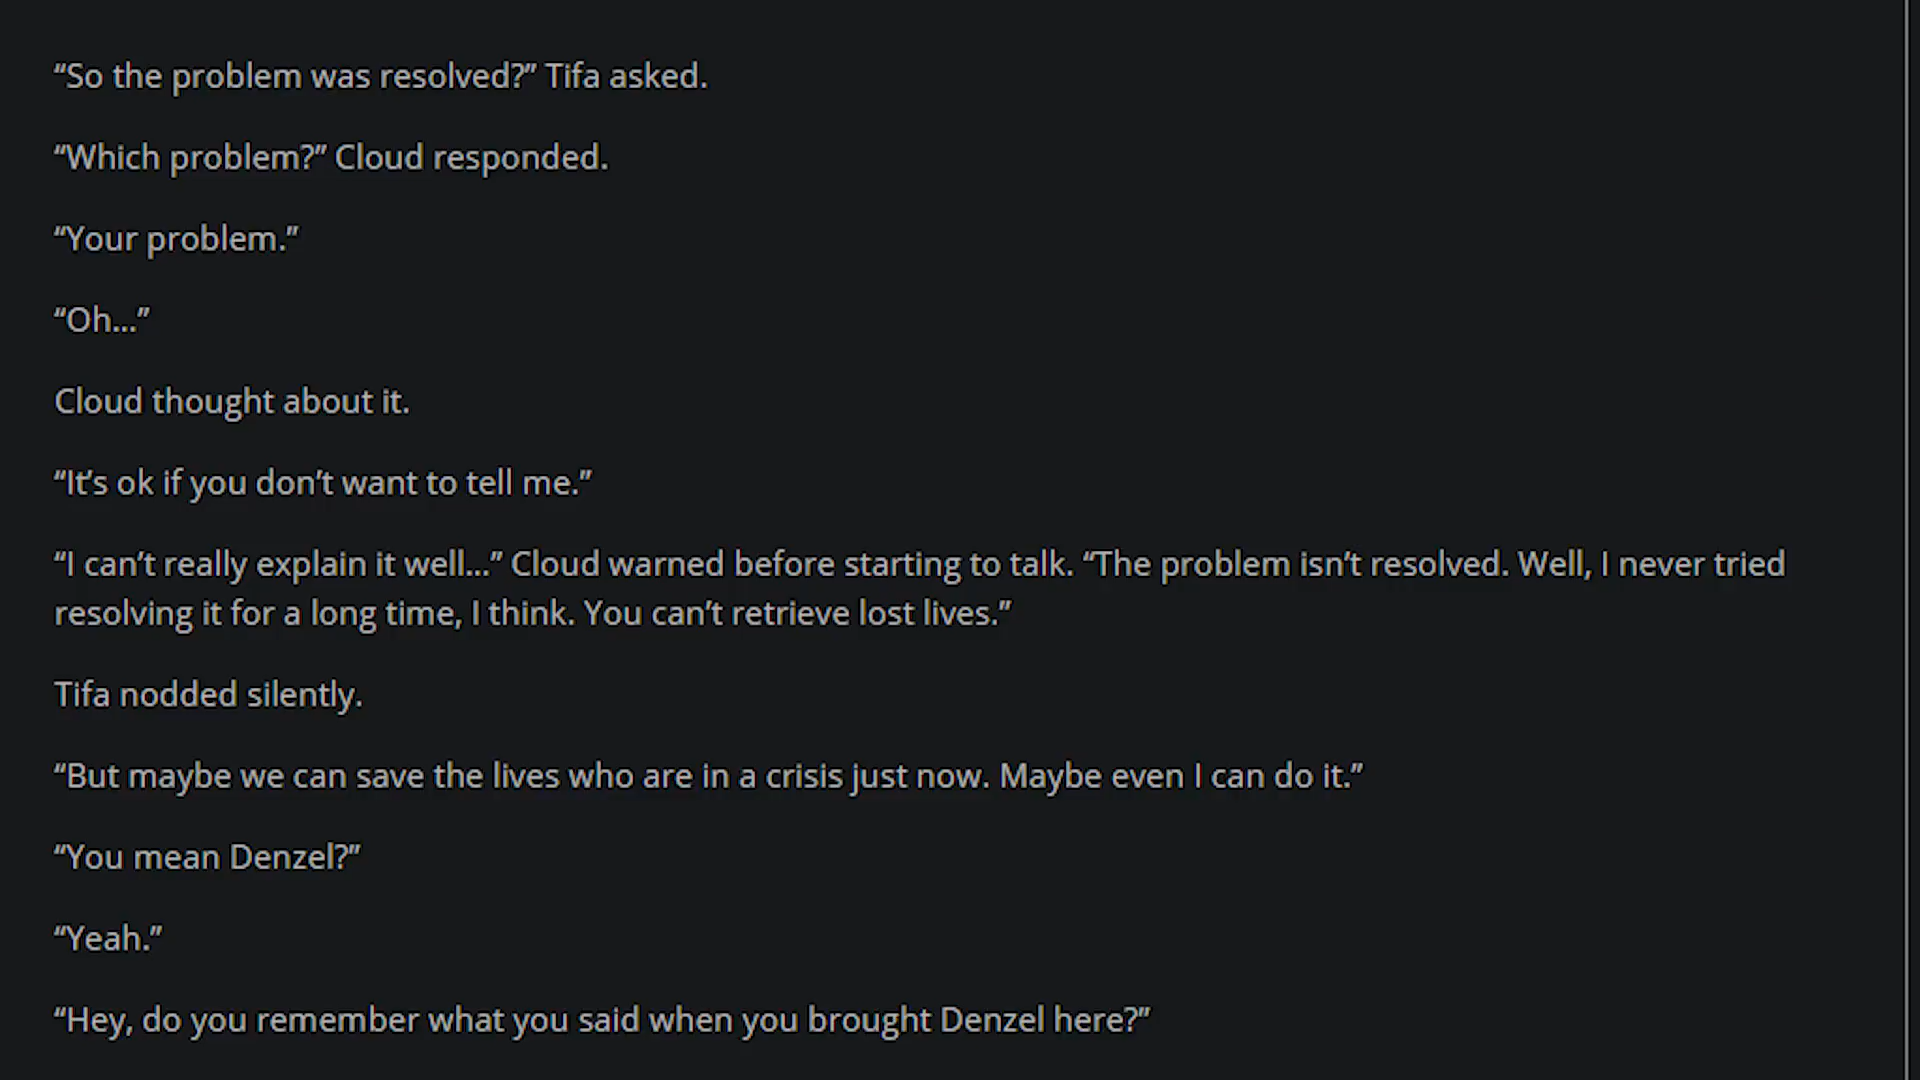 “So the problem was resolved?” Tifa asked.
“Which problem?” Cloud responded.
“Your problem.”
“Oh…”
Cloud thought about it.
“It’s ok if you don’t want to tell me.”
“I can’t really explain it well…” Cloud warned before starting to talk. “The problem isn’t resolved. Well, I never tried
resolving it for a long time, I think. You can’t retrieve lost lives.”
Tifa nodded silently.
“But maybe we can save the lives who are in a crisis just now. Maybe even I can do it.”
“You mean Denzel?”
“Yeah.”
“Hey, do you remember what you said when you brought Denzel here?”